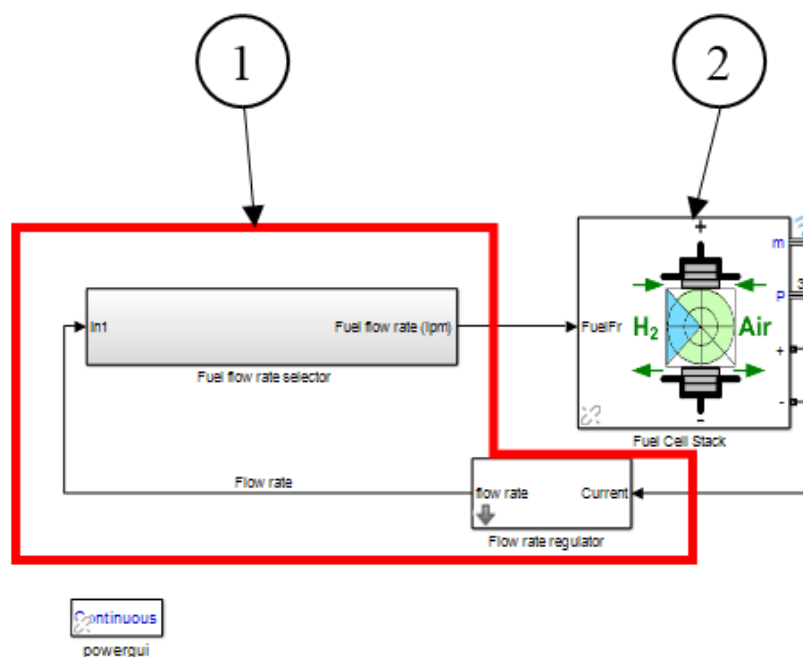 1
2
+
m
3
In1
Fuel flow rate (lpm)
FuelFr
H2
Air
P
+
Fuel flow rate selector
-
-
Fuel Cell Stack
Flow rate
flow rate
Current
Flow rate regulator
Continuous
powergui